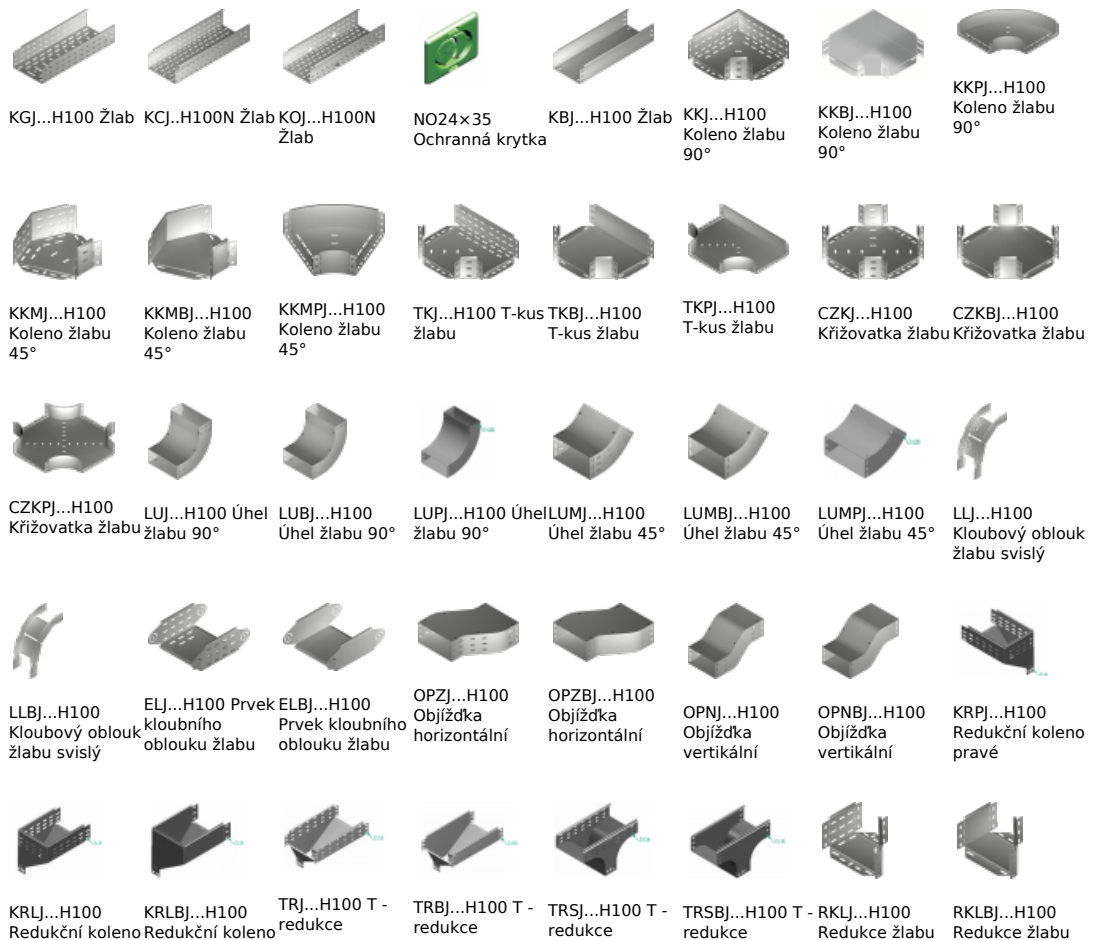 KGJ...H100 Žlab
KCJ..H100N Žlab
KOJ...H100N
Žlab
NO24×35
Ochranná krytka
KBJ...H100 Žlab
KKJ...H100
Koleno žlabu
90°
KKBJ...H100
Koleno žlabu
90°
KKPJ...H100
Koleno žlabu
90°
KKMJ...H100
Koleno žlabu
45°
KKMBJ...H100
Koleno žlabu
45°
KKMPJ...H100
Koleno žlabu
45°
TKJ...H100 T-kus
žlabu
TKBJ...H100
T-kus žlabu
TKPJ...H100
T-kus žlabu
CZKJ...H100
Křižovatka žlabu
CZKBJ...H100
Křižovatka žlabu
CZKPJ...H100
Křižovatka žlabu
LUJ...H100 Úhel
žlabu 90°
LUBJ...H100
Úhel žlabu 90°
LUPJ...H100 Úhel
žlabu 90°
LUMJ...H100
Úhel žlabu 45°
LUMBJ...H100
Úhel žlabu 45°
LUMPJ...H100
Úhel žlabu 45°
LLJ...H100
Kloubový oblouk
žlabu svislý
LLBJ...H100
Kloubový oblouk
žlabu svislý
ELJ...H100 Prvek
kloubního
oblouku žlabu
ELBJ...H100
Prvek kloubního
oblouku žlabu
OPZJ...H100
Objížďka
horizontální
OPZBJ...H100
Objížďka
horizontální
OPNJ...H100
Objížďka
vertikální
OPNBJ...H100
Objížďka
vertikální
KRPJ...H100
Redukční koleno
pravé
KRLJ...H100
Redukční koleno
KRLBJ...H100
Redukční koleno
TRJ...H100 T -
redukce
TRBJ...H100 T -
redukce
TRSJ...H100 T -
redukce
TRSBJ...H100 T -
redukce
RKLJ...H100
Redukce žlabu
RKLBJ...H100
Redukce žlabu